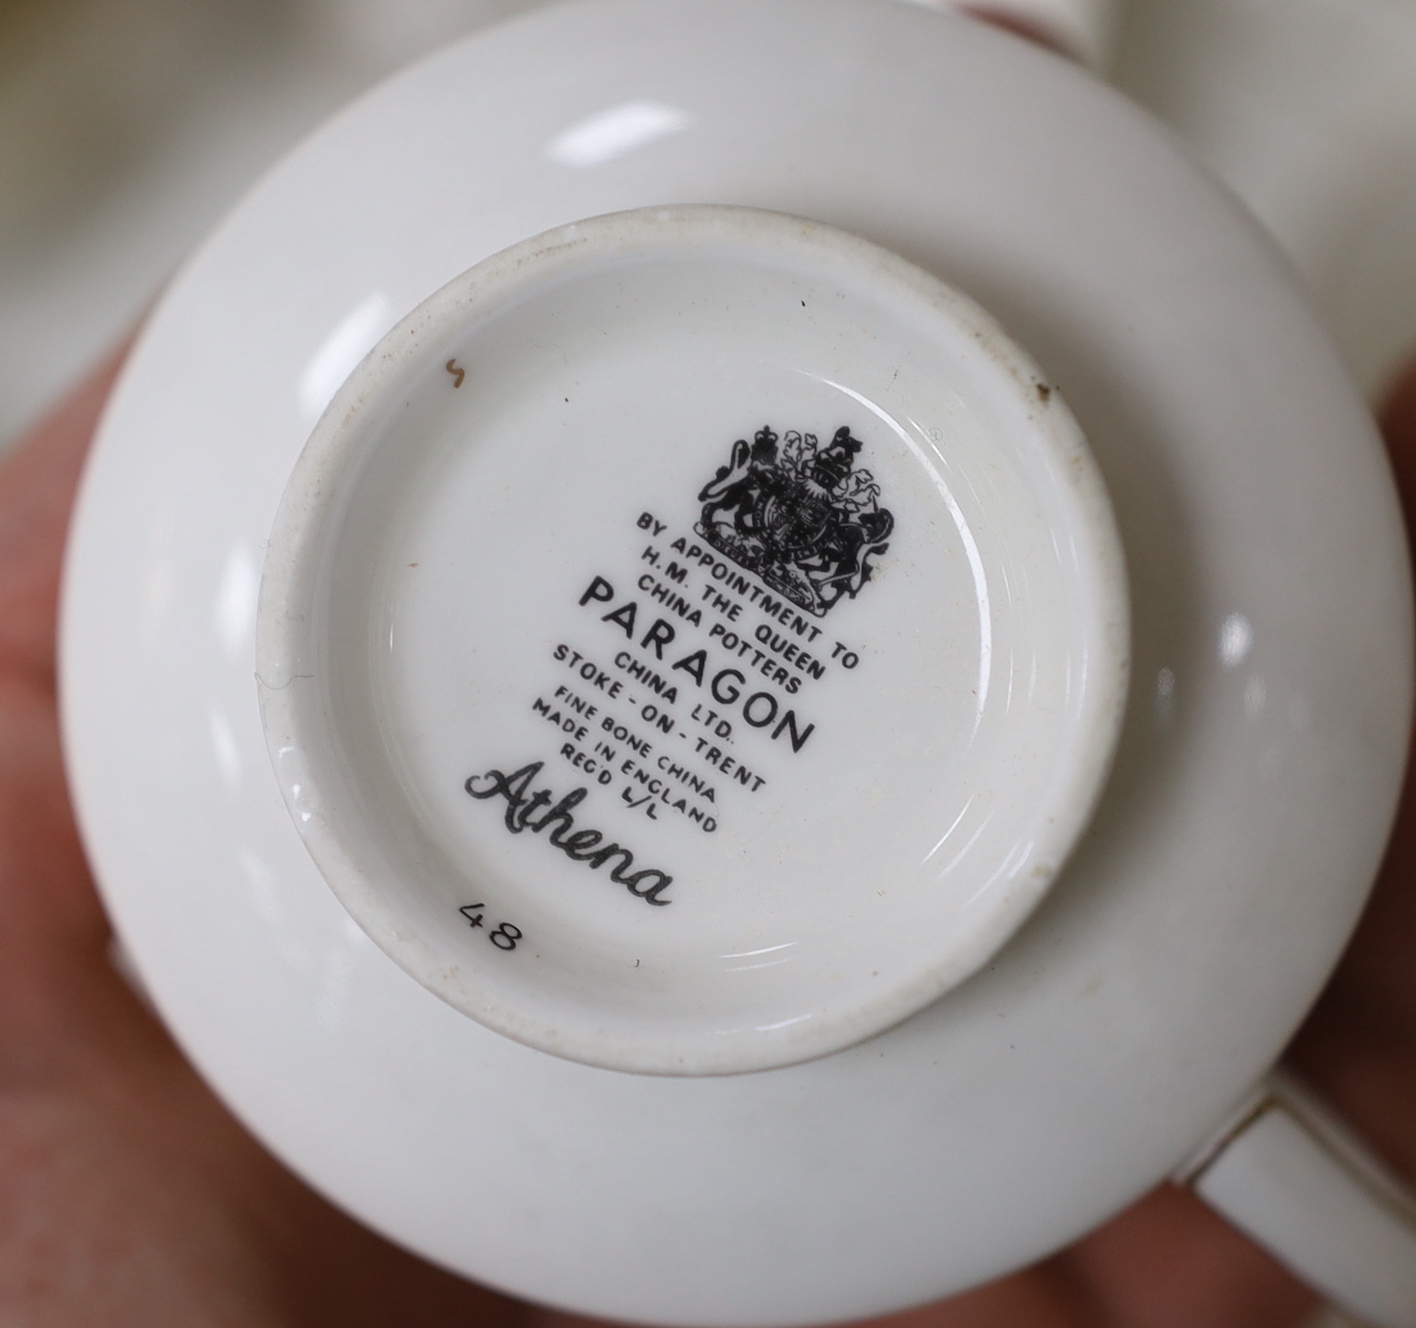 BY APPOINTMENT TO
H.M. THE QUEEN
CHINA POTTERS
PARAGON
CHINA LTD.
STOKE-ON-TRENT
FINE BONE CHINA
MADE IN ENGLAND
REG'D L/L
Athena
48